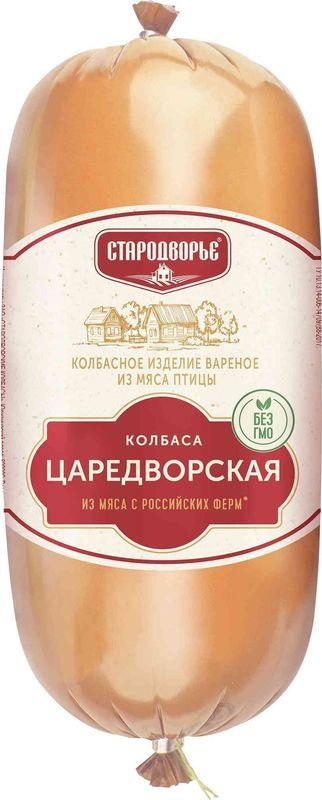 СТАРОДВОРЬЕ®
КОЛБАСНОЕ ИЗДЕЛИЕ ВАРЕНОЕ
ИЗ МЯСА ПТИЦЫ
БЕЗ
ГМО
КОЛБАСА
ЦАРЕДВОРСКАЯ
ИЗ МЯСА С РОССИЙСКИХ ФЕРМ*